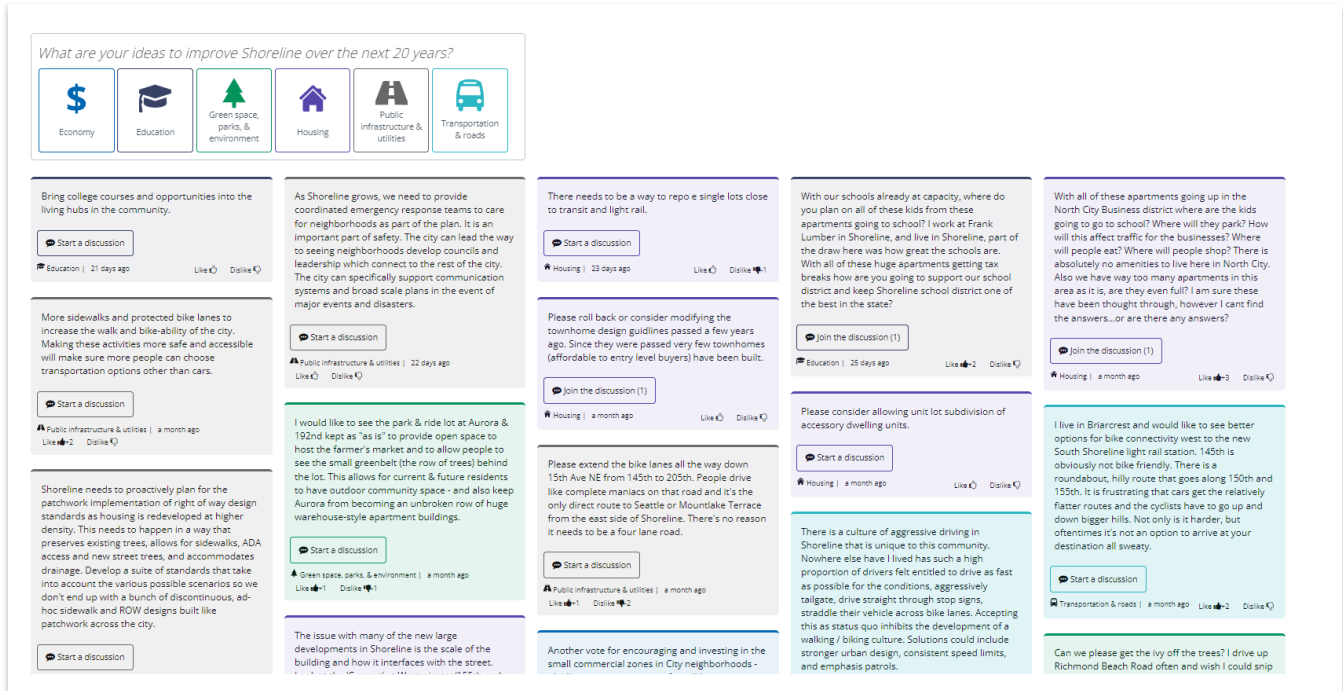 What are your ideas to improve Shoreline over the next 20 years?
Economy
Education
Green space,
parks, &
environment
Housing
Public
infrastructure &
utilities
Transportation
& roads
Bring college courses and opportunities into the
living hubs in the community.
Start a discussion
Education | 21 days ago
Like
Dislike
More sidewalks and protected bike lanes to
increase the walk and bike-ability of the city.
Making these activities more safe and accessible
will make sure more people can choose
transportation options other than cars.
Start a discussion
Public infrastructure & utilities | a month ago
Like +2
Dislike
Shoreline needs to proactively plan for the
patchwork implementation of right of way design
standards as housing is redeveloped at higher
density. This needs to happen in a way that
preserves existing trees, allows for sidewalks, ADA
access and new street trees, and accommodates
drainage. Develop a suite of standards that take
into account the various possible scenarios so we
don't end up with a bunch of discontinuous, ad-
hoc sidewalk and ROW designs built like
patchwork across the city.
Start a discussion
As Shoreline grows, we need to provide
coordinated emergency response teams to care
for neighborhoods as part of the plan. It is an
important part of safety. The city can lead the way
to seeing neighborhoods develop councils and
leadership which connect to the rest of the city.
The city can specifically support communication
systems and broad scale plans in the event of
major events and disasters.
Start a discussion
Public infrastructure & utilities | 22 days ago
Like
Dislike
I would like to see the park & ride lot at Aurora &
192nd kept as "as is" to provide open space to
host the farmer's market and to allow people to
see the small greenbelt (the row of trees) behind
the lot. This allows for current & future residents
to have outdoor community space - and also keep
Aurora from becoming an unbroken row of huge
warehouse-style apartment buildings.
Start a discussion
Green space, parks, & environment | a month ago
Like +1
Dislike -1
The issue with many of the new large
developments in Shoreline is the scale of the
building and how it interfaces with the street.
There needs to be a way to repo e single lots close
to transit and light rail.
Start a discussion
Housing | 23 days ago
Like
Dislike -1
Please roll back or consider modifying the
townhome design guidlines passed a few years
ago. Since they were passed very few townhomes
(affordable to entry level buyers) have been built.
Join the discussion (1)
Housing | a month ago
Like
Dislike
Please extend the bike lanes all the way down
15th Ave NE from 145th to 205th. People drive
like complete maniacs on that road and it's the
only direct route to Seattle or Mountlake Terrace
from the east side of Shoreline. There's no reason
it needs to be a four lane road.
Start a discussion
Public infrastructure & utilities | a month ago
Like +1
Dislike -2
Another vote for encouraging and investing in the
small commercial zones in City neighborhoods -
With our schools already at capacity, where do
you plan on all of these kids from these
apartments going to school? I work at Frank
Lumber in Shoreline, and live in Shoreline, part of
the draw here was how great the schools are.
With all of these huge apartments getting tax
breaks how are you going to support our school
district and keep Shoreline school district one of
the best in the state?
Join the discussion (1)
Education | 25 days ago
Like +2
Dislike
Please consider allowing unit lot subdivision of
accessory dwelling units.
Start a discussion
Housing | a month ago
Like
Dislike
There is a culture of aggressive driving in
Shoreline that is unique to this community.
Nowhere else have I lived has such a high
proportion of drivers felt entitled to drive as fast
as possible for the conditions, aggressively
tailgate, drive straight through stop signs,
straddle their vehicle across bike lanes. Accepting
this as status quo inhibits the development of a
walking / biking culture. Solutions could include
stronger urban design, consistent speed limits,
and emphasis patrols.
With all of these apartments going up in the
North City Business district where are the kids
going to go to school? Where will they park? How
will this affect traffic for the businesses? Where
will people eat? Where will people shop? There is
absolutely no amenities to live here in North City.
Also we have way too many apartments in this
area as it is, are they even full? I am sure these
have been thought through, however I cant find
the answers...or are there any answers?
Join the discussion (1)
Housing | a month ago
Like +3
Dislike
I live in Briarcrest and would like to see better
options for bike connectivity west to the new
South Shoreline light rail station. 145th is
obviously not bike friendly. There is a
roundabout, hilly route that goes along 150th and
155th. It is frustrating that cars get the relatively
flatter routes and the cyclists have to go up and
down bigger hills. Not only is it harder, but
oftentimes it's not an option to arrive at your
destination all sweaty.
Start a discussion
Transportation & roads | a month ago
Like +2
Dislike
Can we please get the ivy off the trees? I drive up
Richmond Beach Road often and wish I could snip